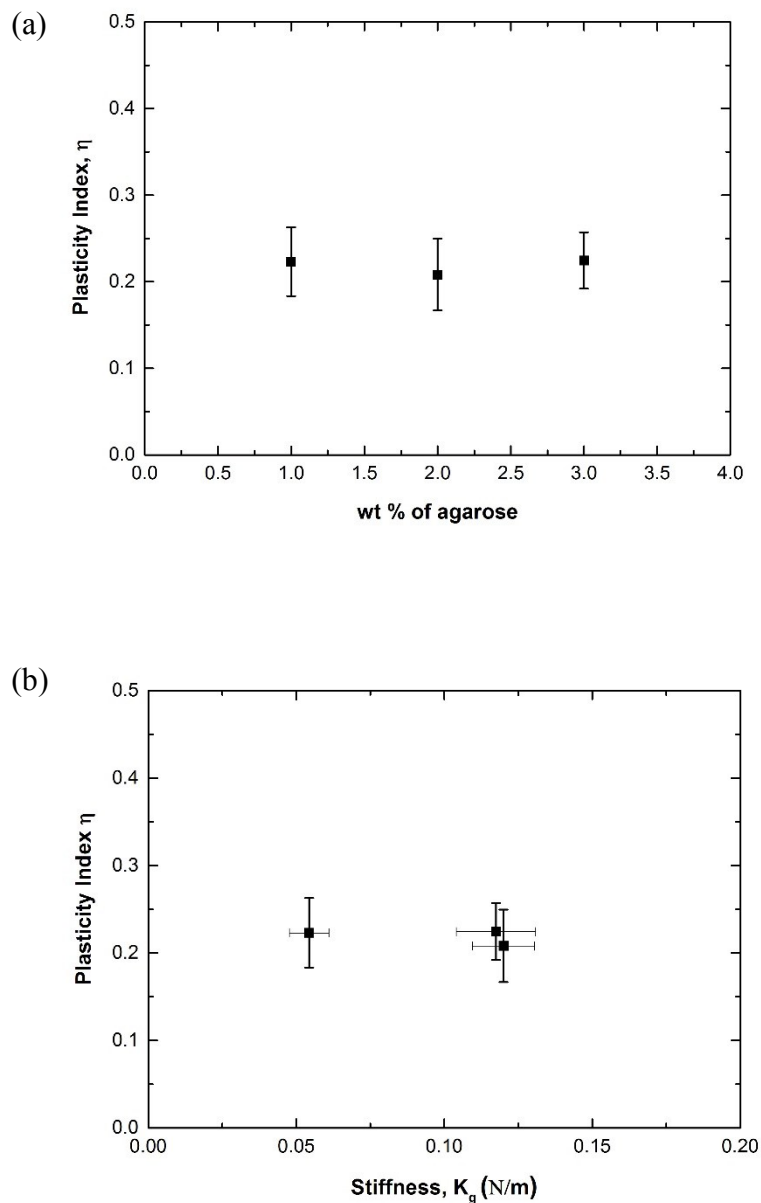 (a)
0.5
0.4
0.3
0.2
0.1
0.0
Plasticity Index, η
0.0 0.5 1.0 1.5 2.0 2.5 3.0 3.5 4.0
wt % of agarose
(b)
0.5
0.4
0.3
0.2
0.1
0.0
Plasticity Index η
0.00 0.05 0.10 0.15 0.20
Stiffness, Kg (N/m)